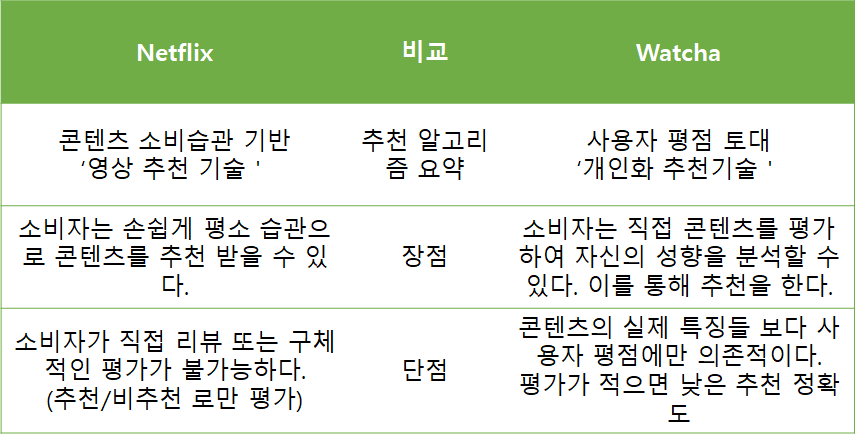 Netflix
비교
Watcha
콘텐츠 소비습관 기반
‘영상 추천 기술 '
추천 알고리
즘 요약
사용자 평점 토대
‘개인화 추천기술 '
소비자는 손쉽게 평소 습관으
로 콘텐츠를 추천 받을 수 있
다.
장점
소비자는 직접 콘텐츠를 평가
하여 자신의 성향을 분석할 수
있다. 이를 통해 추천을 한다.
소비자가 직접 리뷰 또는 구체
적인 평가가 불가능하다.
(추천/비추천 로만 평가)
단점
콘텐츠의 실제 특징들 보다 사
용자 평점에만 의존적이다.
평가가 적으면 낮은 추천 정확
도